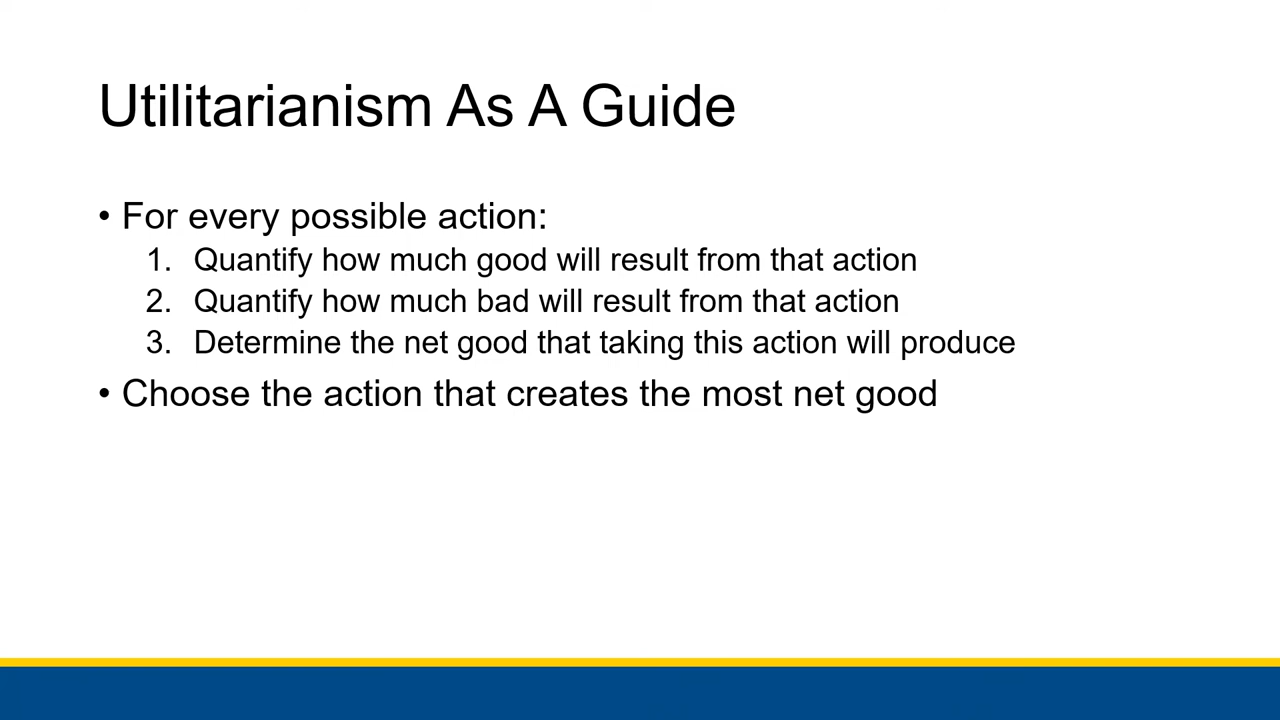 Utilitarianism As A Guide
• For every possible action:
1. Quantify how much good will result from that action
2. Quantify how much bad will result from that action
3. Determine the net good that taking this action will produce
• Choose the action that creates the most net good